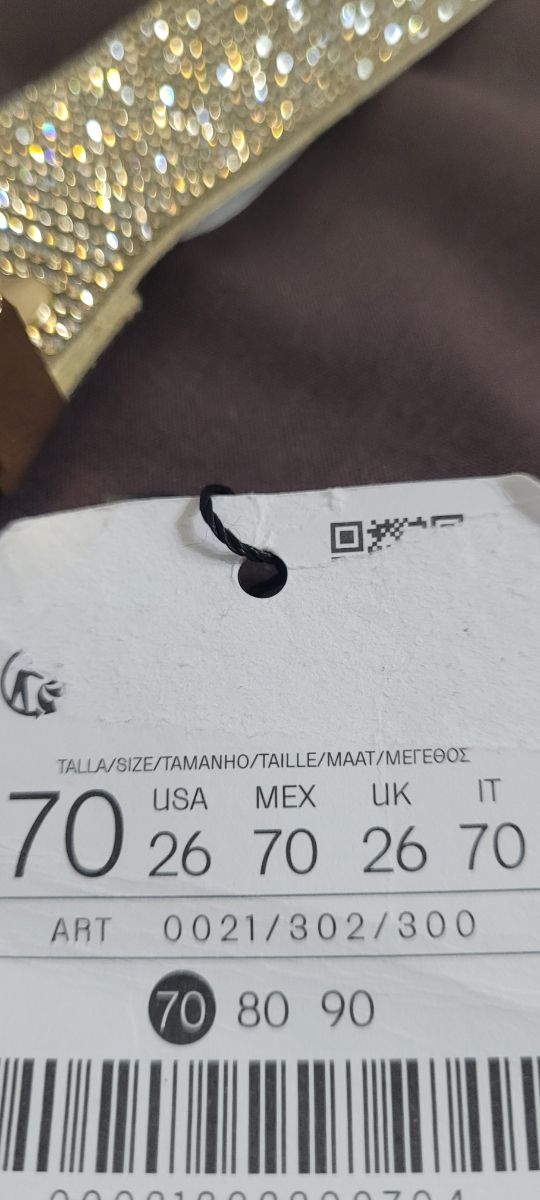 TALLA/SIZE/TAMANHO/TAILLE/MAAT/ΜΕΓΕΘΟΣ
USA MEX UK IT
70 26 70 26 70
ART 0021/302/300
70 80 90